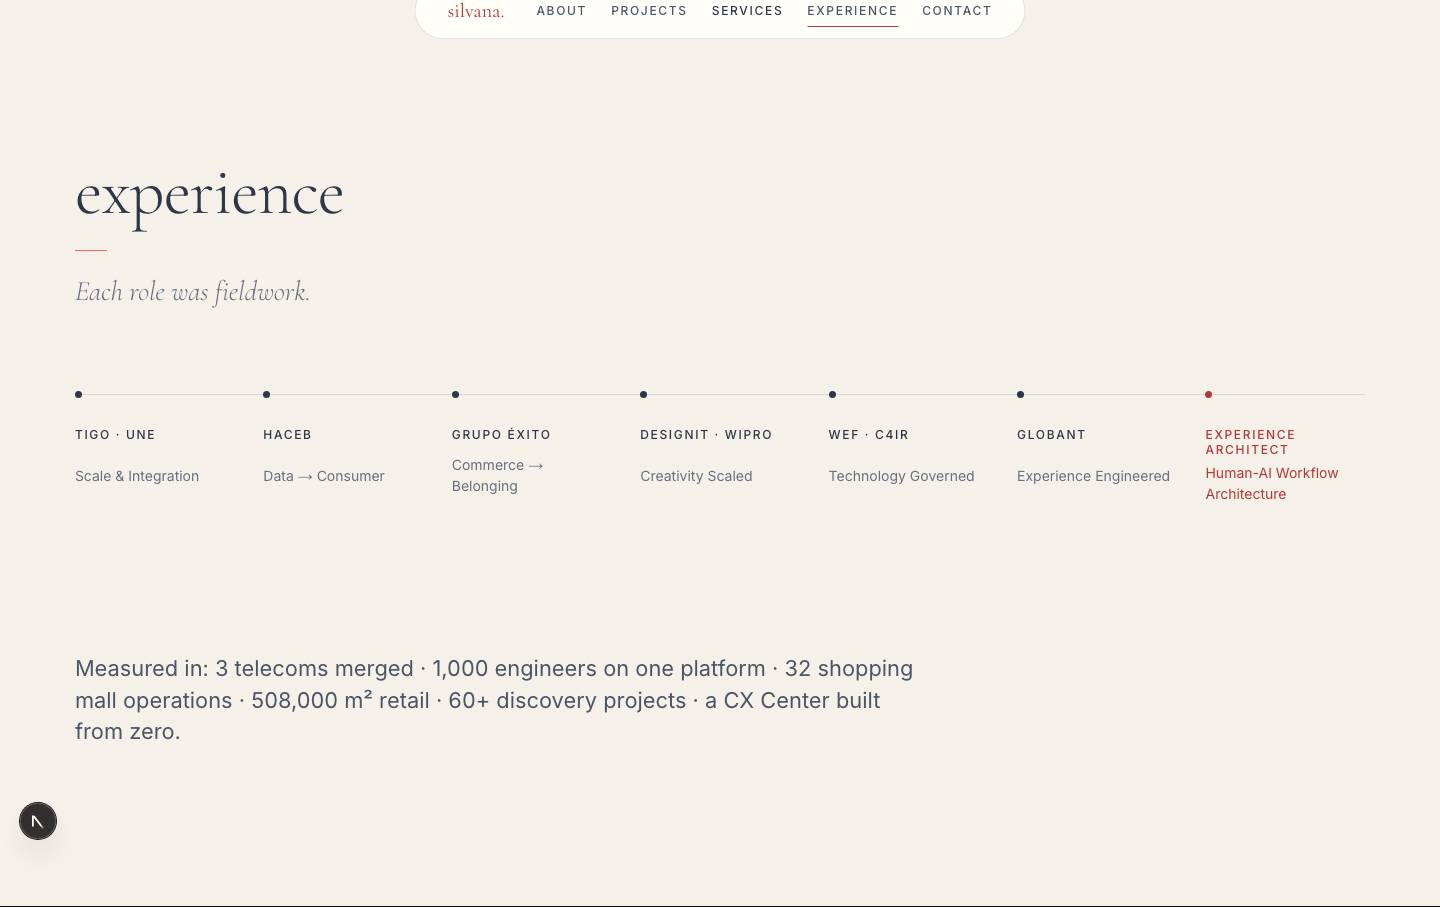 silvana. ABOUT PROJECTS SERVICES EXPERIENCE CONTACT
experience
Each role was fieldwork.
TIGO · UNE
Scale & Integration
HACEB
Data → Consumer
GRUPO ÉXITO
Commerce →
Belonging
DESIGNIT · WIPRO
Creativity Scaled
WEF · C4IR
Technology Governed
GLOBANT
Experience Engineered
EXPERIENCE
ARCHITECT
Human-AI Workflow
Architecture
Measured in: 3 telecoms merged · 1,000 engineers on one platform · 32 shopping
mall operations · 508,000 m² retail · 60+ discovery projects · a CX Center built
from zero.